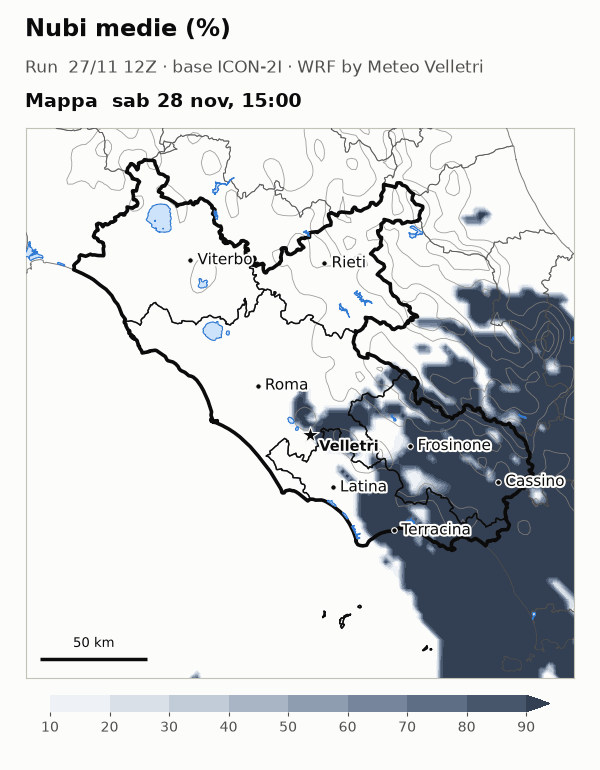 Nubi medie (%)
Run  27/11 12Z · base ICON-2I · WRF by Meteo Velletri
Mappa  sab 28 nov, 15:00
Viterbo
Rieti
Roma
Velletri
Frosinone
Latina
Cassino
Terracina
50 km
10 20 30 40 50 60 70 80 90